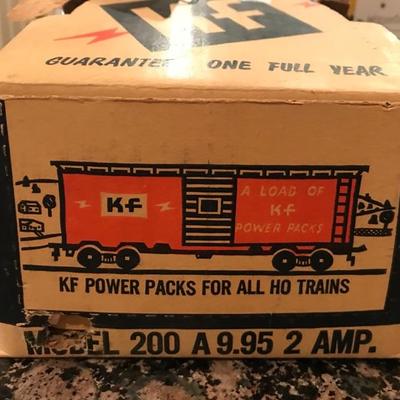 KF
GUARANTEE ONE FULL YEAR
KF
A LOAD OF
KF
POWER PACKS
KF POWER PACKS FOR ALL HO TRAINS
MODEL 200 A 9.95 2 AMP.